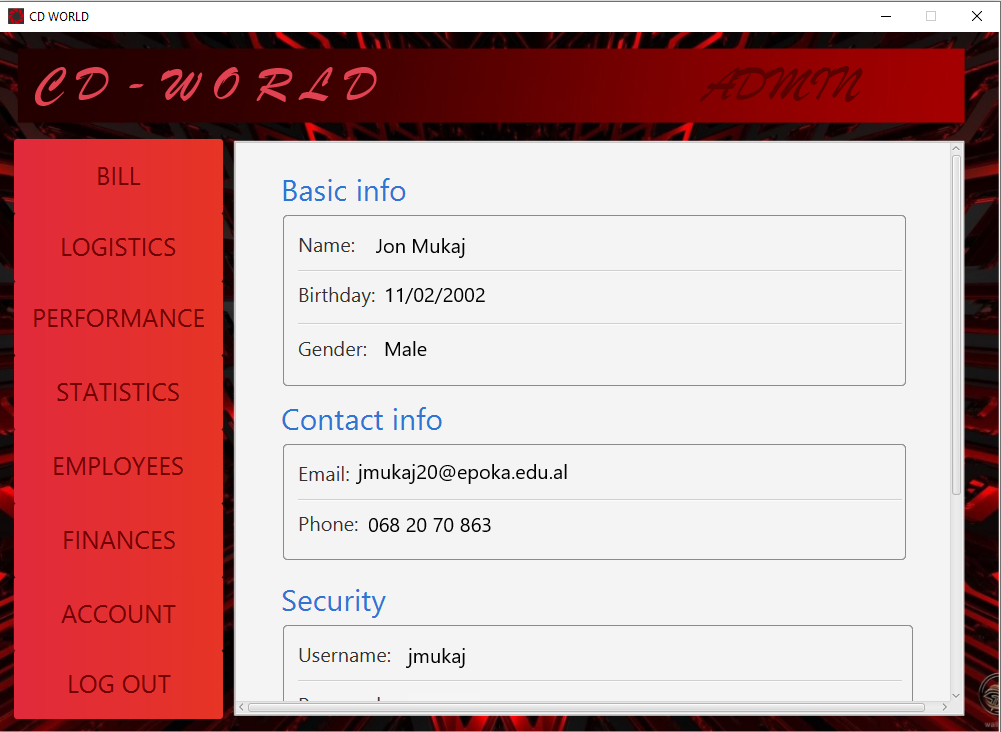 CD WORLD
CD-WORLD
ADMIN
BILL
LOGISTICS
PERFORMANCE
STATISTICS
EMPLOYEES
FINANCES
ACCOUNT
LOG OUT
Basic info
Name: Jon Mukaj
Birthday: 11/02/2002
Gender: Male
Contact info
Email: jmukaj20@epoka.edu.al
Phone: 068 20 70 863
Security
Username: jmukaj